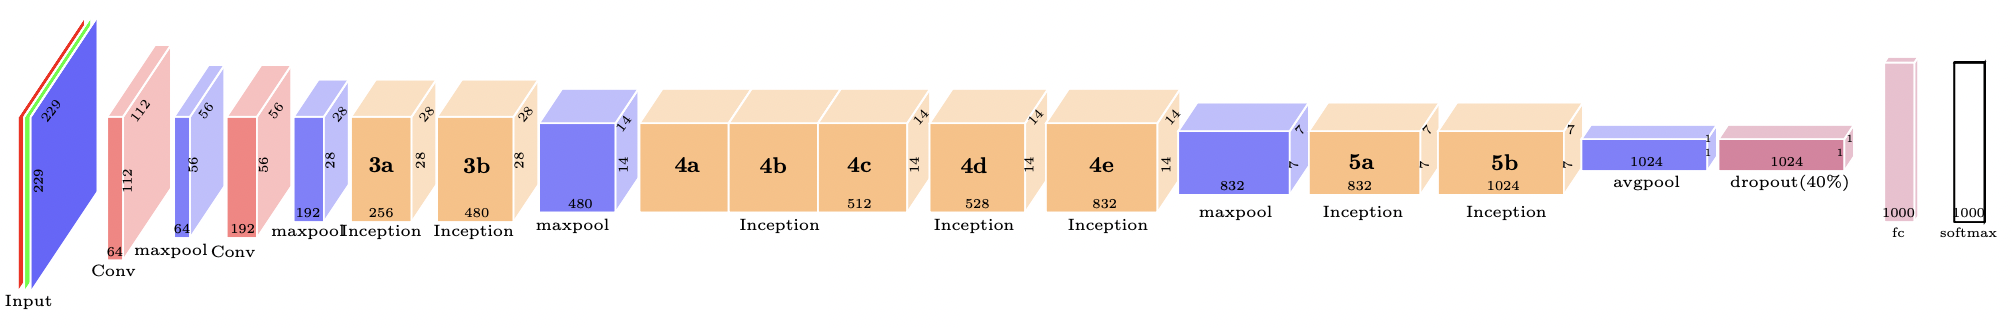 229
229
Input
112
112
64
Conv
56
56
64
maxpool
56
56
192
Conv
28
28
192
maxpool
28
28
3a
256
Inception
28
28
3b
480
Inception
14
14
480
maxpool
4a
4b
4c
14
14
512
Inception
14
14
4d
528
Inception
14
14
4e
832
Inception
7
7
832
maxpool
7
7
5a
832
Inception
7
7
5b
1024
Inception
1
1
1024
avgpool
1
1
1024
dropout(40%)
1000
fc
1000
softmax